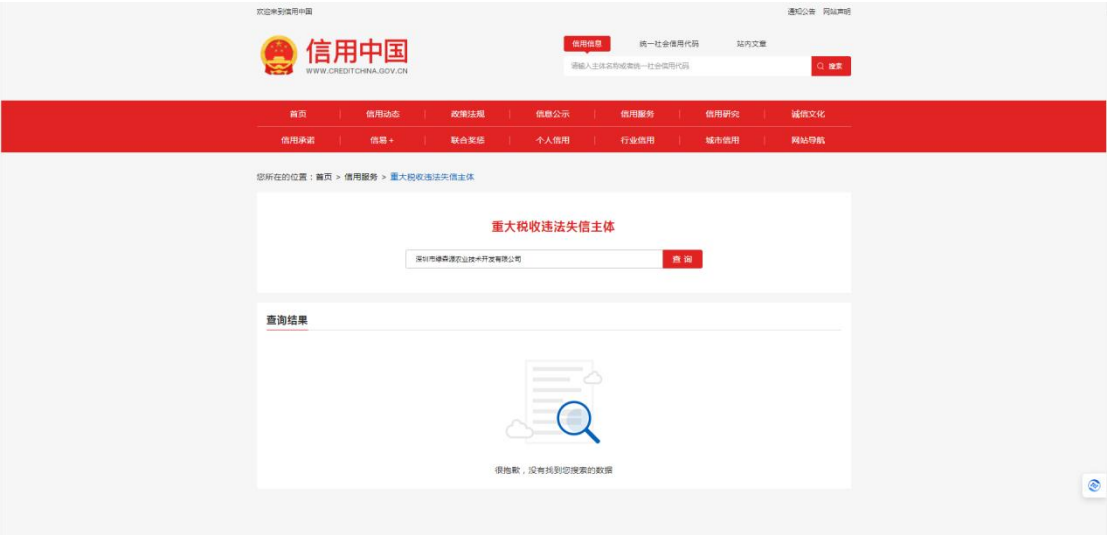 欢迎来到信用中国
通知公告 网站声明
信用中国
WWW.CREDITCHINA.GOV.CN
信用信息 统一社会信用代码 站内文章
请输入主体名称或者统一社会信用代码 搜索
首页 信用动态 政策法规 信息公示 信用服务 信用研究 诚信文化
信用承诺 信易+ 联合奖惩 个人信用 行业信用 城市信用 网站导航
您所在的位置：首页 > 信用服务 > 重大税收违法失信主体
重大税收违法失信主体
深圳市绿森源农业技术开发有限公司 查询
查询结果
很抱歉，没有找到您搜索的数据